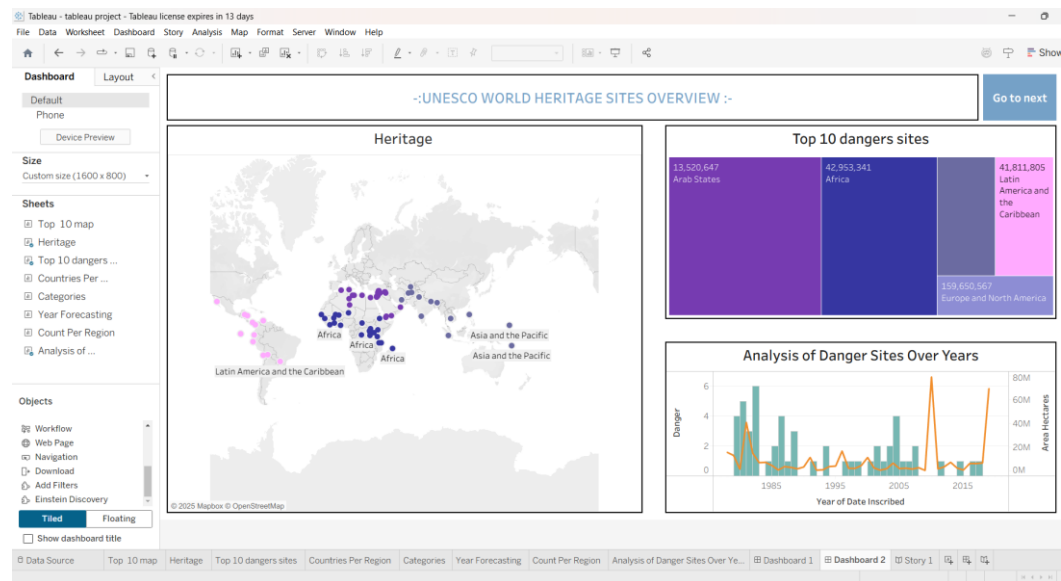 Tableau - tableau project - Tableau license expires in 13 days
File Data Worksheet Dashboard Story Analysis Map Format Server Window Help
Show
Dashboard
Layout
Default
Phone
Device Preview
Size
Custom size (1600 x 800)
Sheets
Top 10 map
Heritage
Top 10 dangers ...
Countries Per ...
Categories
Year Forecasting
Count Per Region
Analysis of ...
Objects
Workflow
Web Page
Navigation
Download
Add Filters
Einstein Discovery
Tiled
Floating
Show dashboard title
-:UNESCO WORLD HERITAGE SITES OVERVIEW :-
Go to next
Heritage
Africa
Africa
Africa
Asia and the Pacific
Asia and the Pacific
Latin America and the Caribbean
© 2025 Mapbox © OpenStreetMap
Top 10 dangers sites
13,520,647
Arab States
42,953,341
Africa
41,811,805
Latin
America and
the
Caribbean
159,650,567
Europe and North America
Analysis of Danger Sites Over Years
Danger
6
4
2
0
80M
60M
40M
20M
0M
Area Hectares
1985
1995
2005
2015
Year of Date Inscribed
Data Source
Top 10 map
Heritage
Top 10 dangers sites
Countries Per Region
Categories
Year Forecasting
Count Per Region
Analysis of Danger Sites Over Ye...
Dashboard 1
Dashboard 2
Story 1